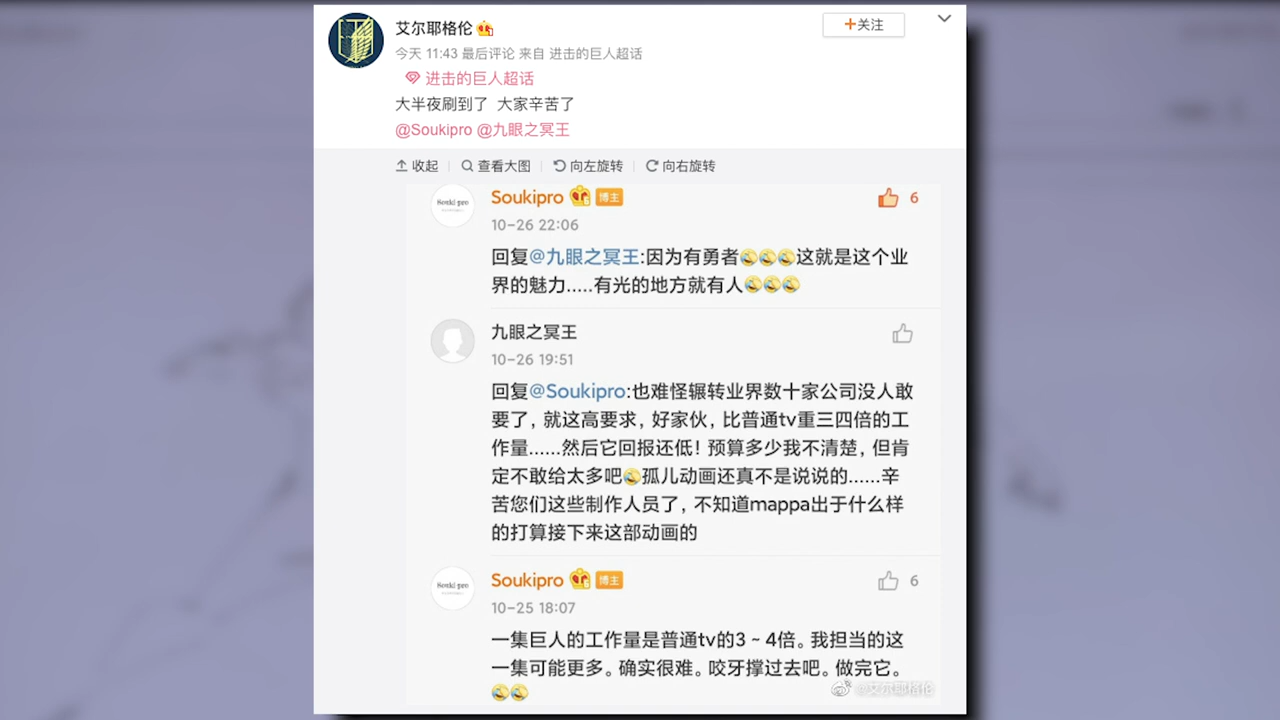 艾尔耶格伦
+关注
今天 11:43 最后评论 来自 进击的巨人超话
进击的巨人超话
大半夜刷到了 大家辛苦了
@Soukipro @九眼之冥王
收起 查看大图 向左旋转 向右旋转
Souki pro
Soukipro 博主
6
10-26 22:06
回复@九眼之冥王:因为有勇者这就是这个业
界的魅力.....有光的地方就有人
九眼之冥王
10-26 19:51
回复@Soukipro:也难怪辗转业界数十家公司没人敢
要了，就这高要求，好家伙，比普通tv重三四倍的工
作量......然后它回报还低！预算多少我不清楚，但肯
定不敢给太多吧孤儿动画还真不是说说的......辛
苦您们这些制作人员了，不知道mappa出于什么样
的打算接下来这部动画的
Souki pro
Soukipro 博主
6
10-25 18:07
一集巨人的工作量是普通tv的3～4倍。我担当的这
一集可能更多。确实很难。咬牙撑过去吧。做完它。
@艾尔耶格伦